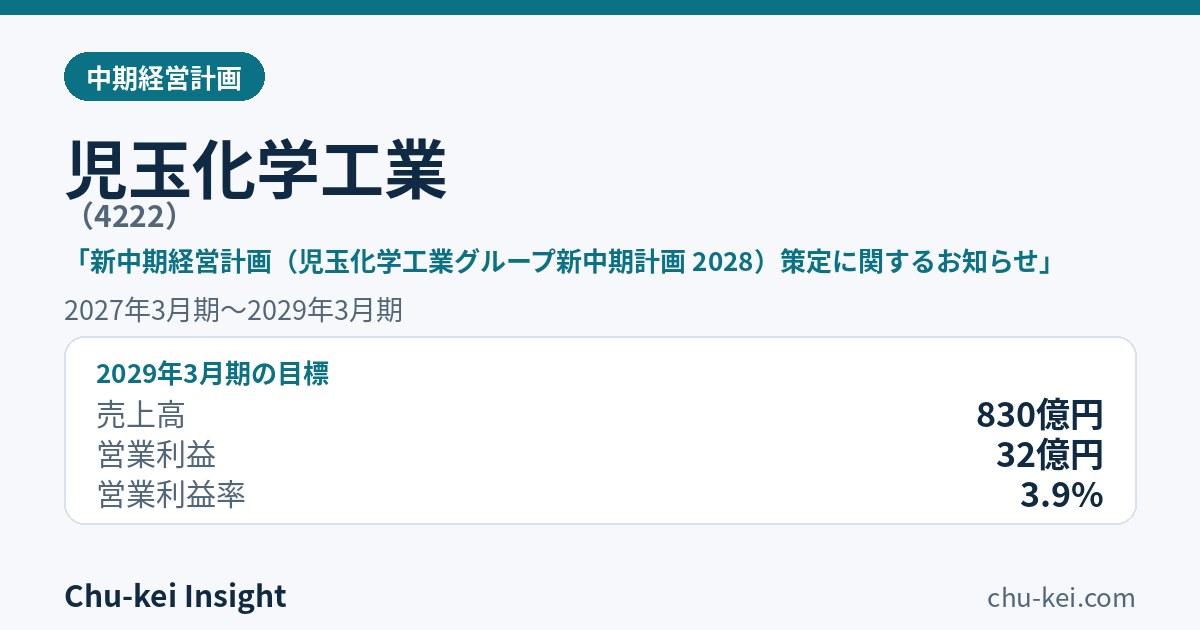 中期経営計画
児玉化学工業
（4222）
「新中期経営計画（児玉化学工業グループ新中期計画 2028）策定に関するお知らせ」
2027年3月期〜2029年3月期
2029年3月期の目標
売上高 830億円
営業利益 32億円
営業利益率 3.9%
Chu-kei Insight chu-kei.com